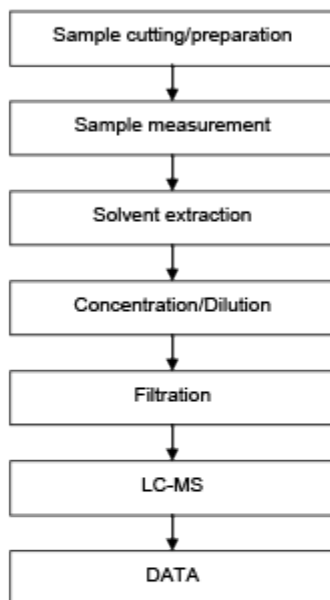 Sample cutting/preparation
Sample measurement
Solvent extraction
Concentration/Dilution
Filtration
LC-MS
DATA